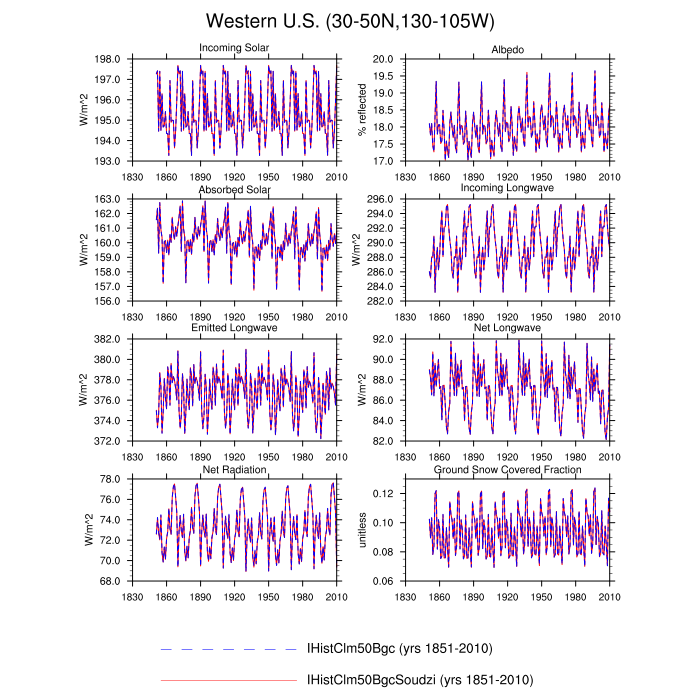 Western U.S. (30-50N,130-105W)
Incoming Solar
Albedo
198.0
197.0
196.0
195.0
194.0
193.0
W/m^2
1830 1860 1890 1920 1950 1980 2010
20.0
19.5
19.0
18.5
18.0
17.5
17.0
% reflected
1830 1860 1890 1920 1950 1980 2010
Absorbed Solar
Incoming Longwave
163.0
162.0
161.0
160.0
159.0
158.0
157.0
156.0
W/m^2
1830 1860 1890 1920 1950 1980 2010
296.0
294.0
292.0
290.0
288.0
286.0
284.0
282.0
W/m^2
1830 1860 1890 1920 1950 1980 2010
Emitted Longwave
Net Longwave
382.0
380.0
378.0
376.0
374.0
372.0
W/m^2
1830 1860 1890 1920 1950 1980 2010
92.0
90.0
88.0
86.0
84.0
82.0
W/m^2
1830 1860 1890 1920 1950 1980 2010
Net Radiation
Ground Snow Covered Fraction
78.0
76.0
74.0
72.0
70.0
68.0
W/m^2
1830 1860 1890 1920 1950 1980 2010
0.12
0.10
0.08
0.06
unitless
1830 1860 1890 1920 1950 1980 2010
IHistClm50Bgc (yrs 1851-2010)
IHistClm50BgcSoudzi (yrs 1851-2010)